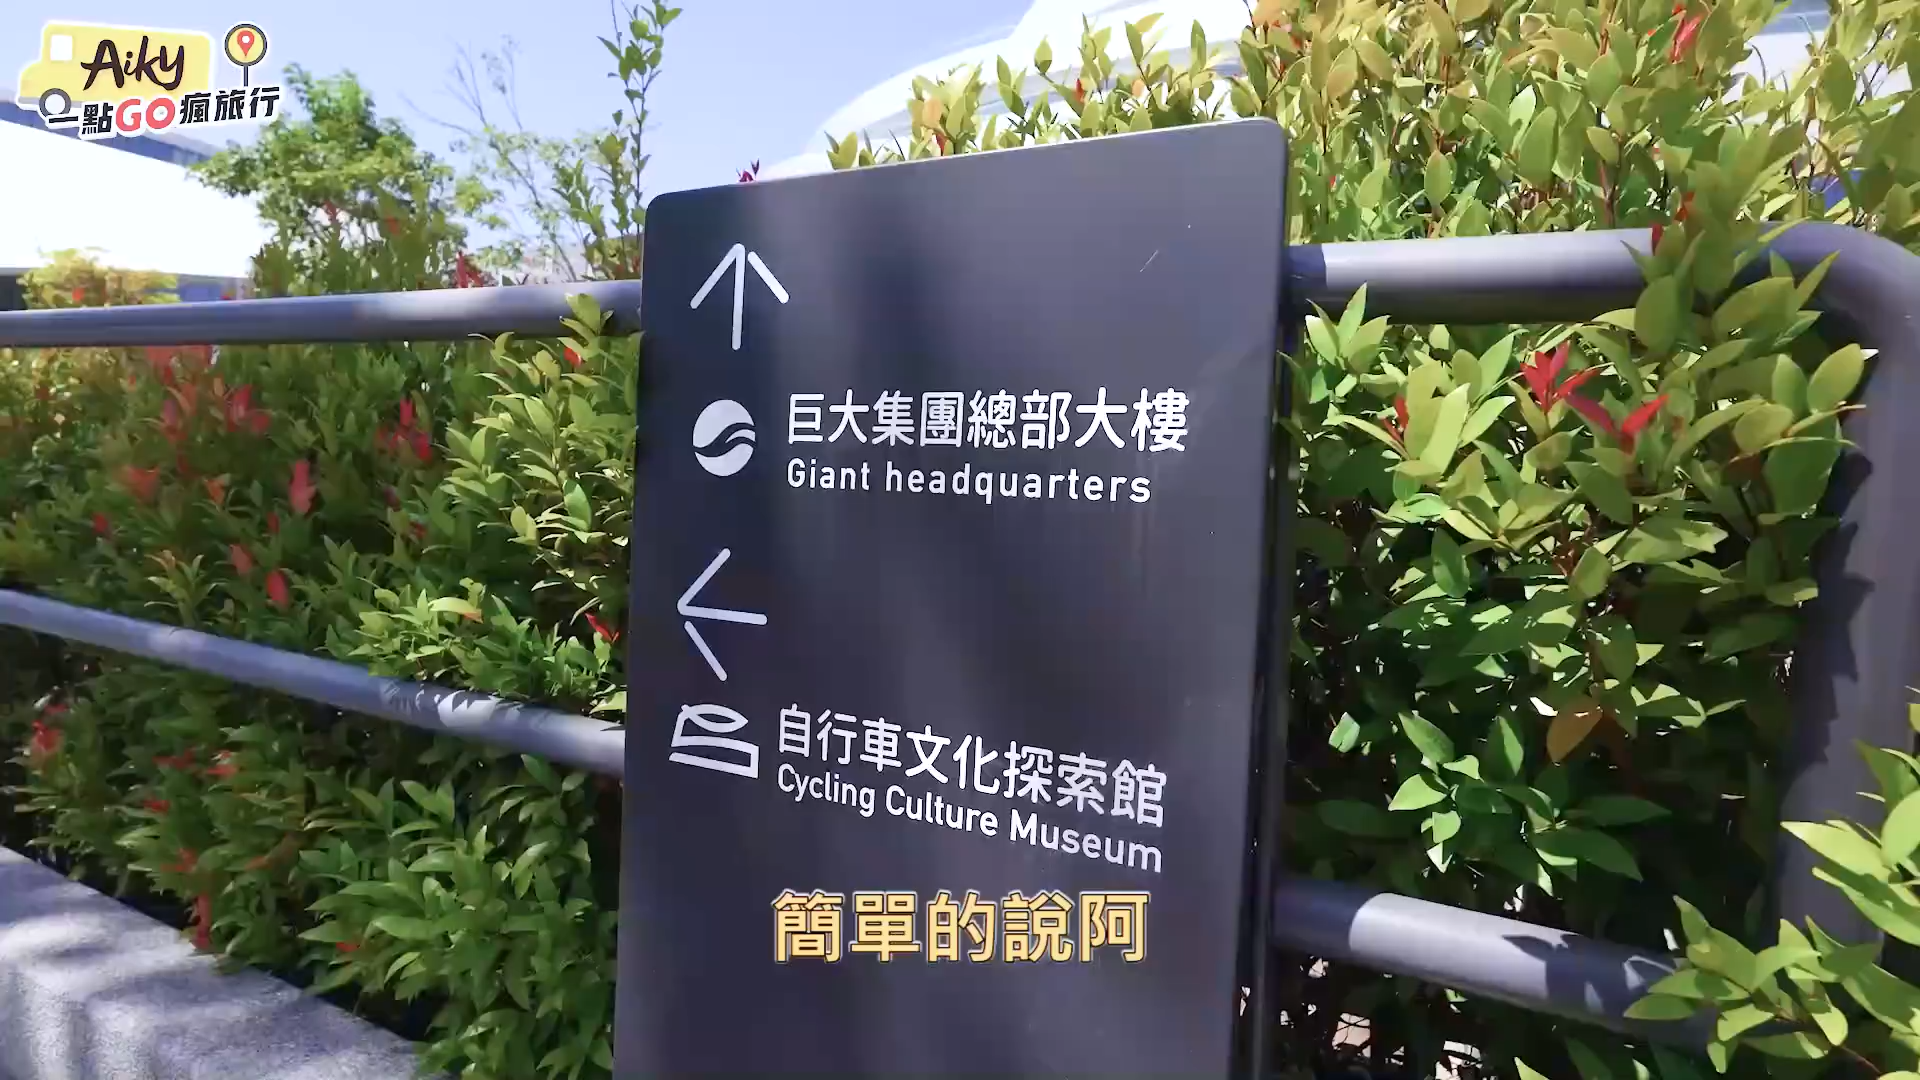 Aiky
一點GO瘋旅行
巨大集團總部大樓
Giant headquarters
自行車文化探索館
Cycling Culture Museum
簡單的說阿